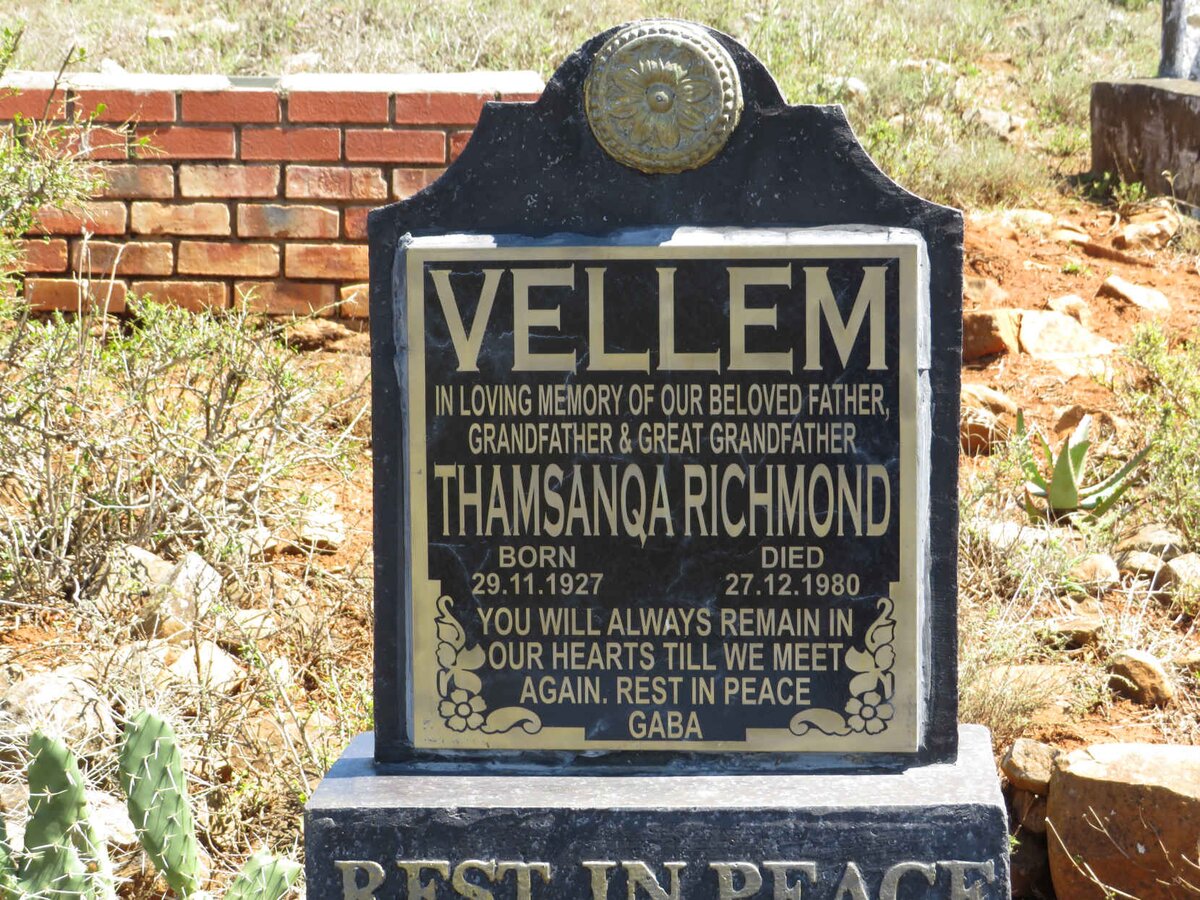 VELLEM
IN LOVING MEMORY OF OUR BELOVED FATHER,
GRANDFATHER & GREAT GRANDFATHER
THAMSANQA RICHMOND
BORN DIED
29.11.1927 27.12.1980
YOU WILL ALWAYS REMAIN IN
OUR HEARTS TILL WE MEET
AGAIN. REST IN PEACE
GABA
REST IN PEACE